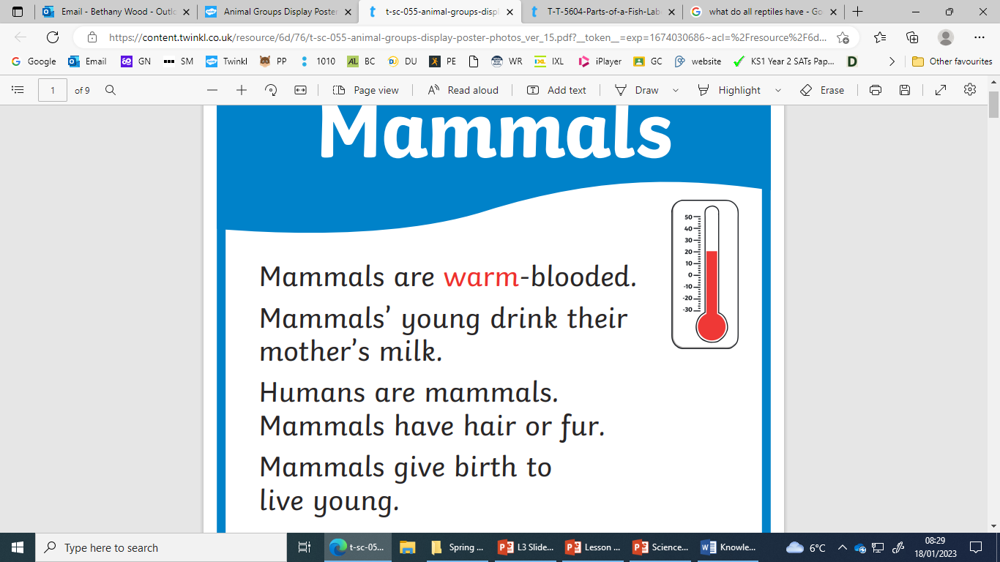 Email - Bethany Wood - Outlo
Animal Groups Display Poster
t-sc-055-animal-groups-displ
T-T-5604-Parts-of-a-Fish-Lab
what do all reptiles have - Go
https://content.twinkl.co.uk/resource/6d/76/t-sc-055-animal-groups-display-poster-photos_ver_15.pdf?__token__=exp=1674030686~acl=%2Fresource%2F6d...
Google Email GN SM Twinkl PP 1010 BC DU PE WR IXL iPlayer GC website KS1 Year 2 SATs Pap... D Other favourites
1 of 9 Page view Read aloud Add text Draw Highlight Erase
Mammals
50
40
30
20
10
0
-10
-20
-30
Mammals are warm-blooded.
Mammals’ young drink their
mother’s milk.
Humans are mammals.
Mammals have hair or fur.
Mammals give birth to
live young.
Type here to search t-sc-05... Spring ... L3 Slide... Lesson ... Science... Knowle... 6°C 08:29
18/01/2023